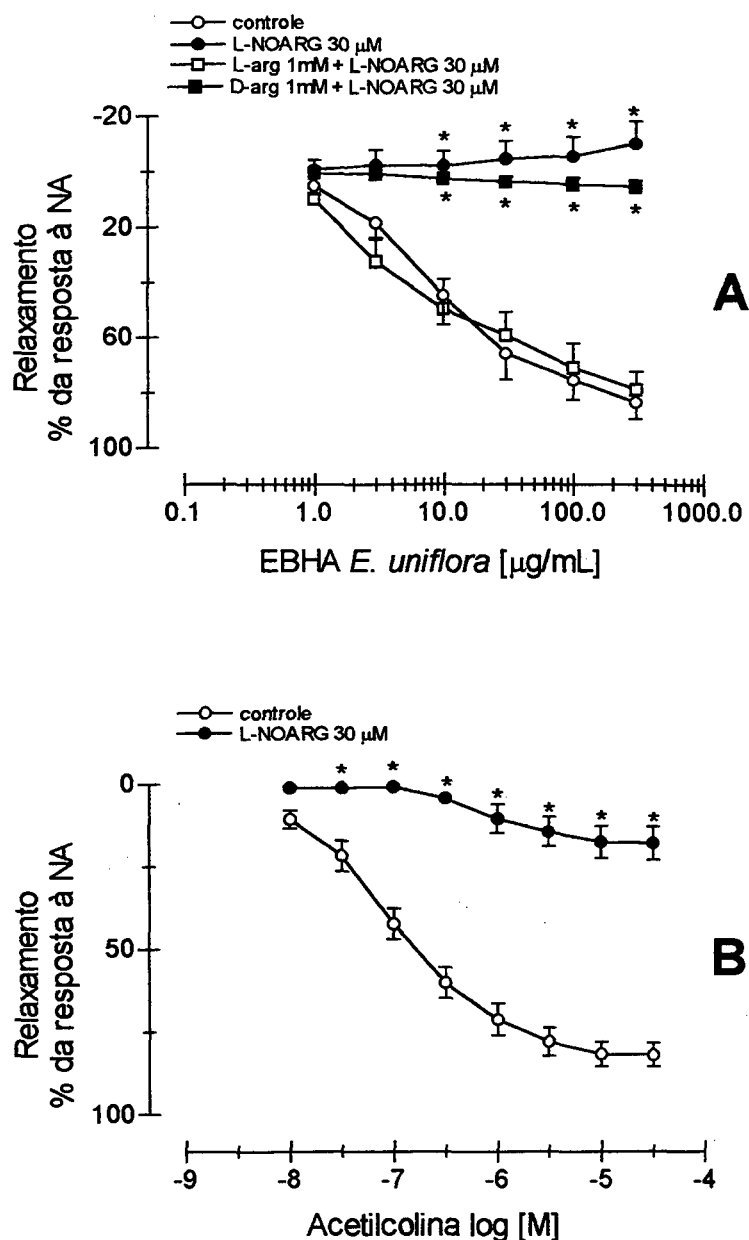 controle
L-NOARG 30 µM
L-arg 1mM + L-NOARG 30 µM
D-arg 1mM + L-NOARG 30 µM
-20
20
60
100
Relaxamento
% da resposta à NA
* * * *
* * * *
A
0.1 1.0 10.0 100.0 1000.0
EBHA E. uniflora [µg/mL]
controle
L-NOARG 30 µM
0
50
100
Relaxamento
% da resposta à NA
* * * * * * *
B
-9 -8 -7 -6 -5 -4
Acetilcolina log [M]